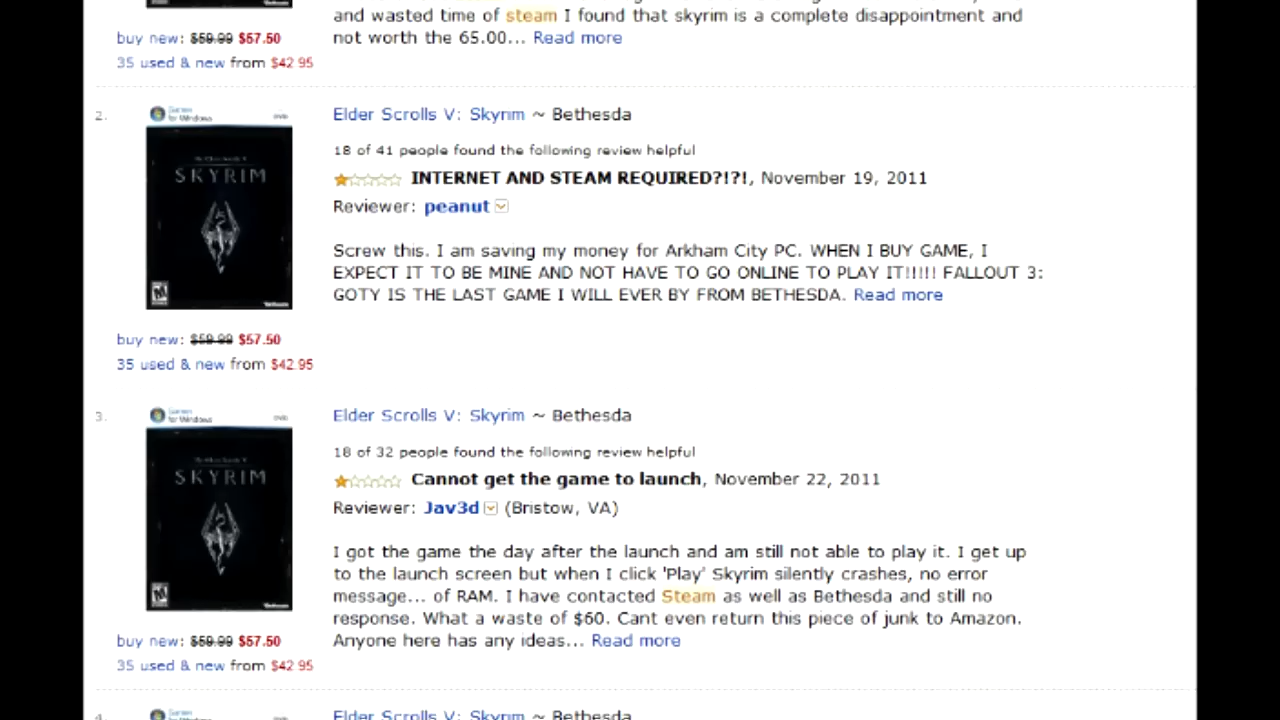 and wasted time of steam I found that skyrim is a complete disappointment and
not worth the 65.00... Read more
buy new: $59.99 $57.50
35 used & new from $42.95
2.
Games
for Windows
SKYRIM
Elder Scrolls V: Skyrim ~ Bethesda
18 of 41 people found the following review helpful
INTERNET AND STEAM REQUIRED?!?!, November 19, 2011
Reviewer: peanut
Screw this. I am saving my money for Arkham City PC. WHEN I BUY GAME, I
EXPECT IT TO BE MINE AND NOT HAVE TO GO ONLINE TO PLAY IT!!!!! FALLOUT 3:
GOTY IS THE LAST GAME I WILL EVER BY FROM BETHESDA. Read more
buy new: $59.99 $57.50
35 used & new from $42.95
3.
Games
for Windows
SKYRIM
Elder Scrolls V: Skyrim ~ Bethesda
18 of 32 people found the following review helpful
Cannot get the game to launch, November 22, 2011
Reviewer: Jav3d (Bristow, VA)
I got the game the day after the launch and am still not able to play it. I get up
to the launch screen but when I click 'Play' Skyrim silently crashes, no error
message... of RAM. I have contacted Steam as well as Bethesda and still no
response. What a waste of $60. Cant even return this piece of junk to Amazon.
Anyone here has any ideas... Read more
buy new: $59.99 $57.50
35 used & new from $42.95
4.
Elder Scrolls V: Skyrim ~ Bethesda